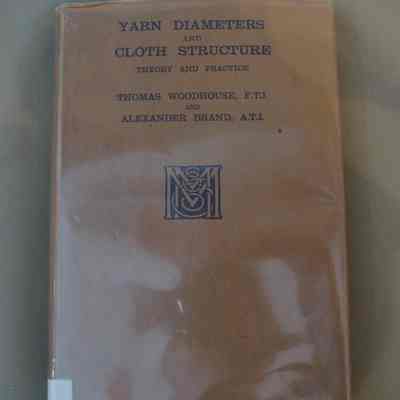 YARN DIAMETERS
AND
CLOTH STRUCTURE
THEORY AND PRACTICE
THOMAS WOODHOUSE, F.T.I.
AND
ALEXANDER BRAND, A.T.I.